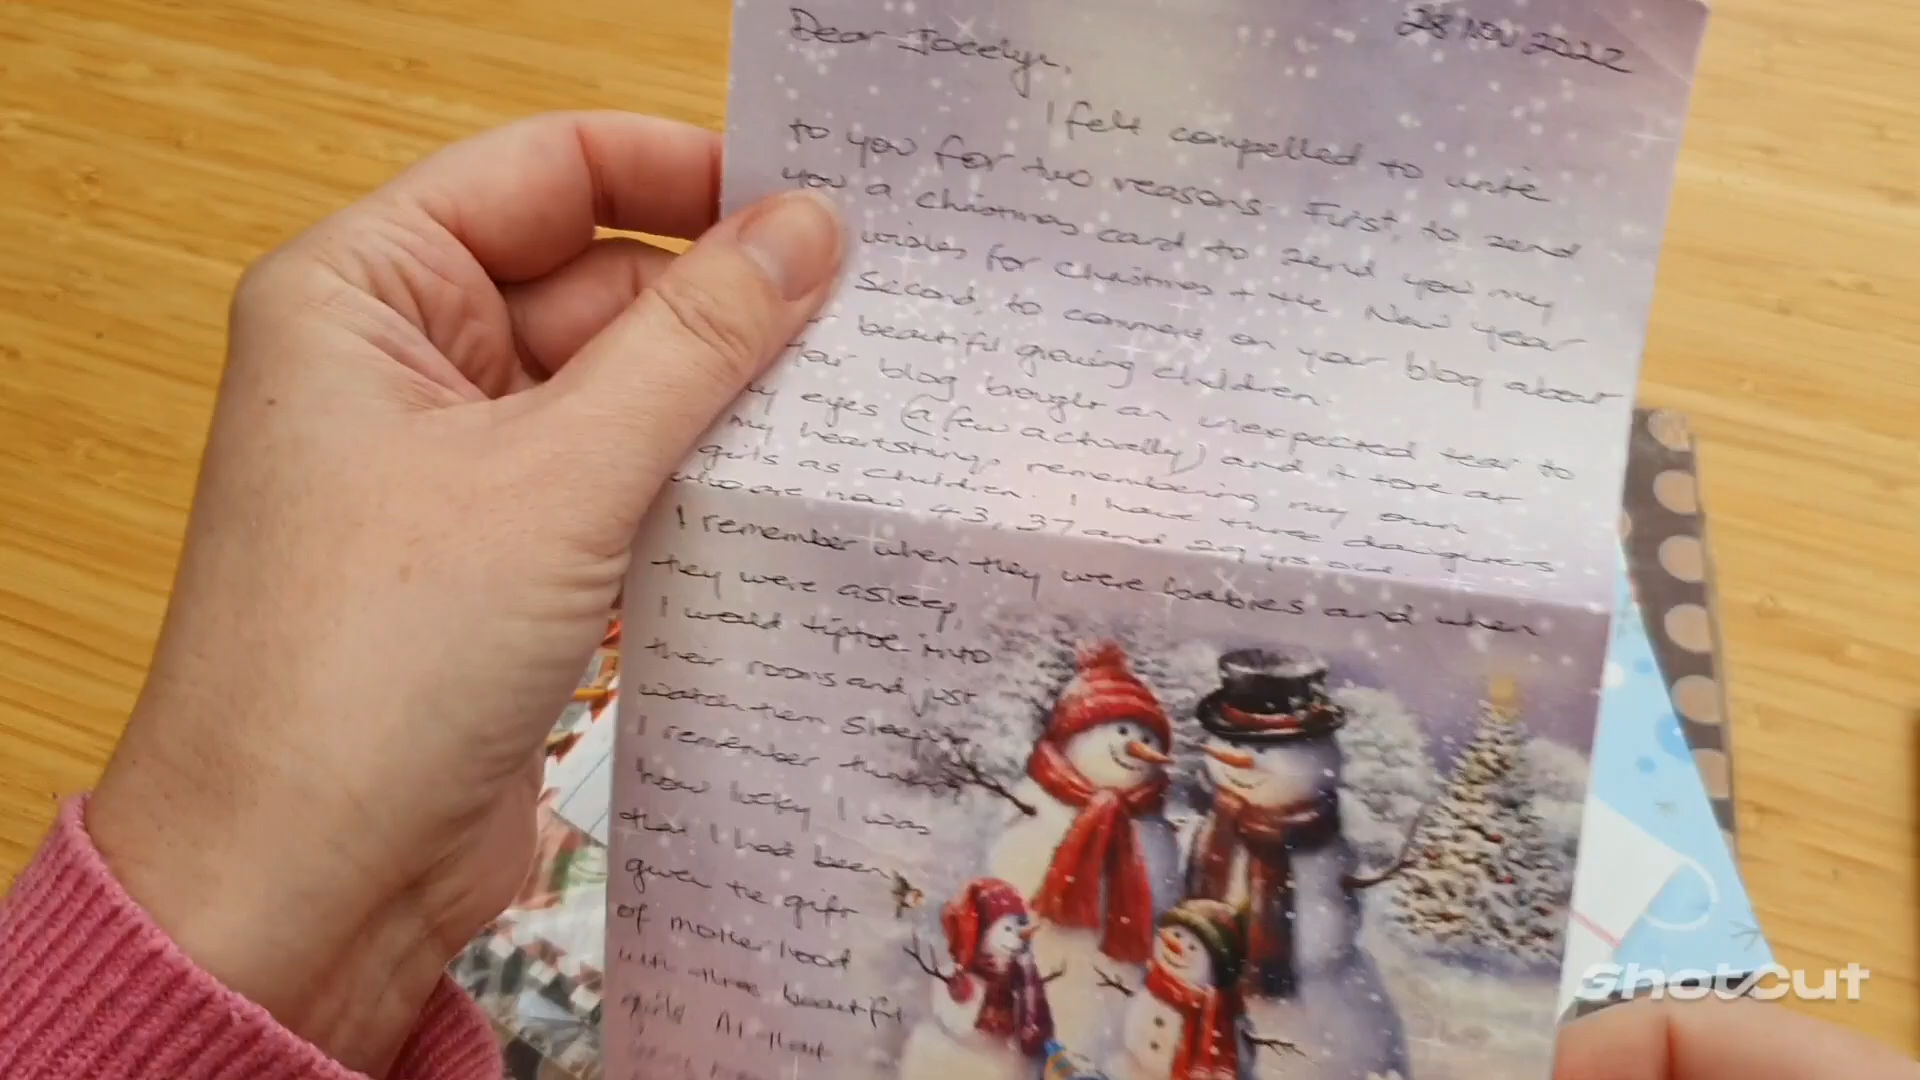 28 NOV 2022
Dear Jocelyn,
I felt compelled to write
to you for two reasons. First, to send
you a christmas card to send you my
wishes for christmas + the New Year
Second, to comment on your blog about
beautiful growing children.
Your blog brought an unexpected tear to
my eyes (a few actually) and it tore at
my heartstrings remembering my own
girls as children. I have three daughters
who are now 43, 37 and 29 yrs old.
I remember when they were babies and when
they were asleep,
I would tiptoe into
their rooms and just
watch them sleeping
I remember thinking
how lucky I was
that I had been
given the gift
of motherhood
with three beautiful
girls At that
Shotcut